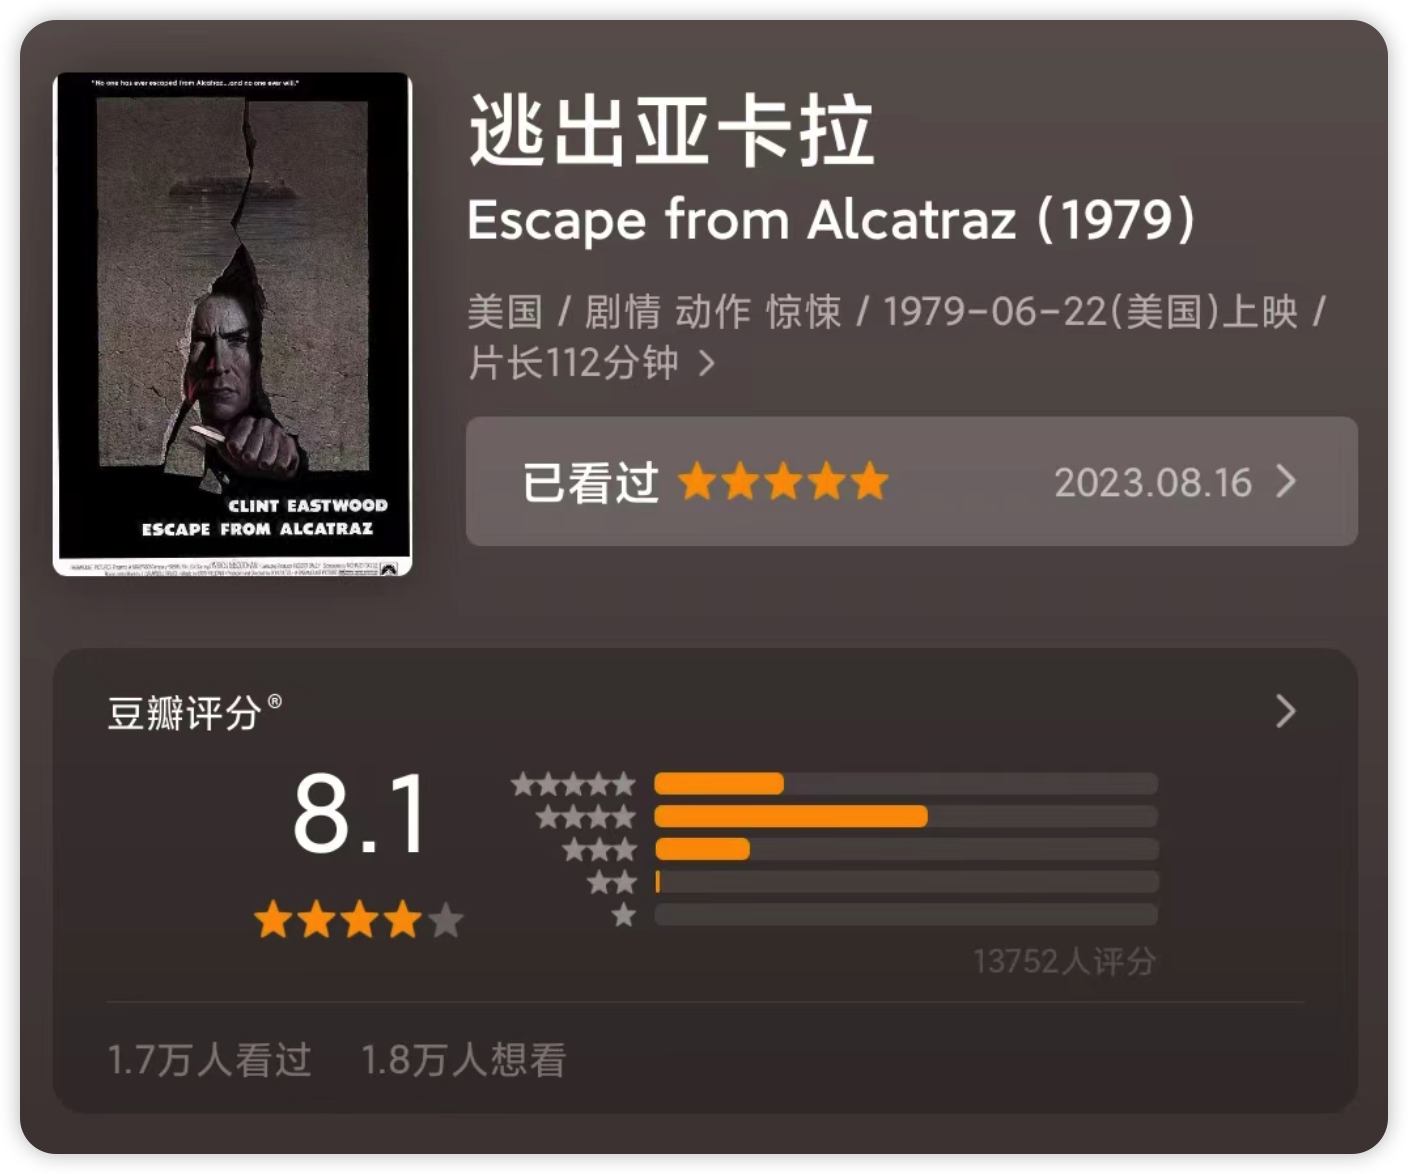 "No one has ever escaped from Alcatraz...and no one ever will."
CLINT EASTWOOD
ESCAPE FROM ALCATRAZ
逃出亚卡拉
Escape from Alcatraz (1979)
美国 / 剧情 动作 惊悚 / 1979-06-22(美国)上映 /
片长112分钟
已看过 2023.08.16
豆瓣评分®
8.1
13752人评分
1.7万人看过 1.8万人想看